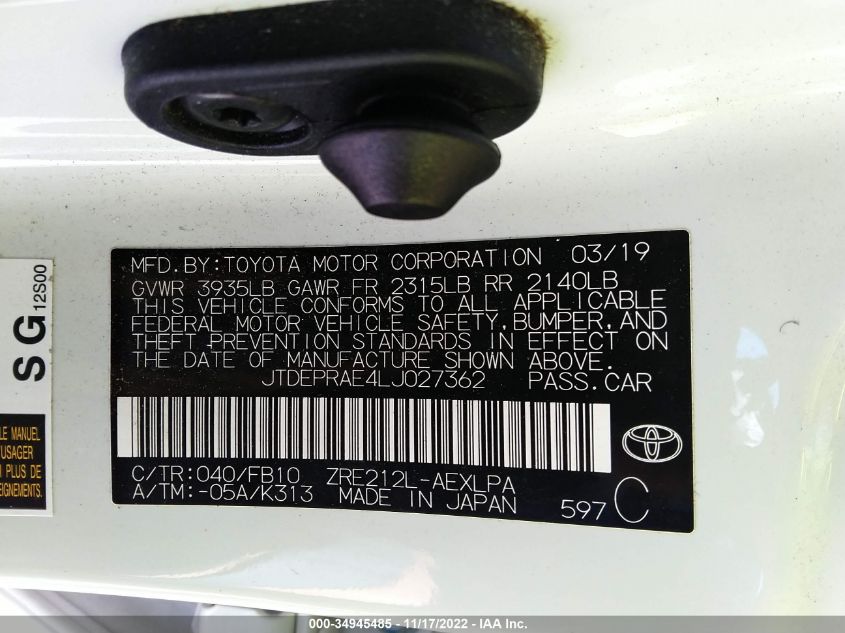 MFD.BY:TOYOTA MOTOR CORPORATION 03/19
GVWR 3935LB GAWR FR 2315LB RR 2140LB
THIS VEHICLE CONFORMS TO ALL APPLICABLE
FEDERAL MOTOR VEHICLE SAFETY,BUMPER,AND
THEFT-PREVENTION STANDARDS IN EFFECT ON
THE DATE OF MANUFACTURE SHOWN ABOVE.
JTDEPRAE4LJ027362 PASS.CAR
C/TR:040/FB10 ZRE212L-AEXLPA
A/TM:-05A/K313 MADE IN JAPAN
597 C
SG 12S00
LE MANUEL
'USAGER
PLUS DE
000-34945485 - 11/17/2022 - IAA Inc.